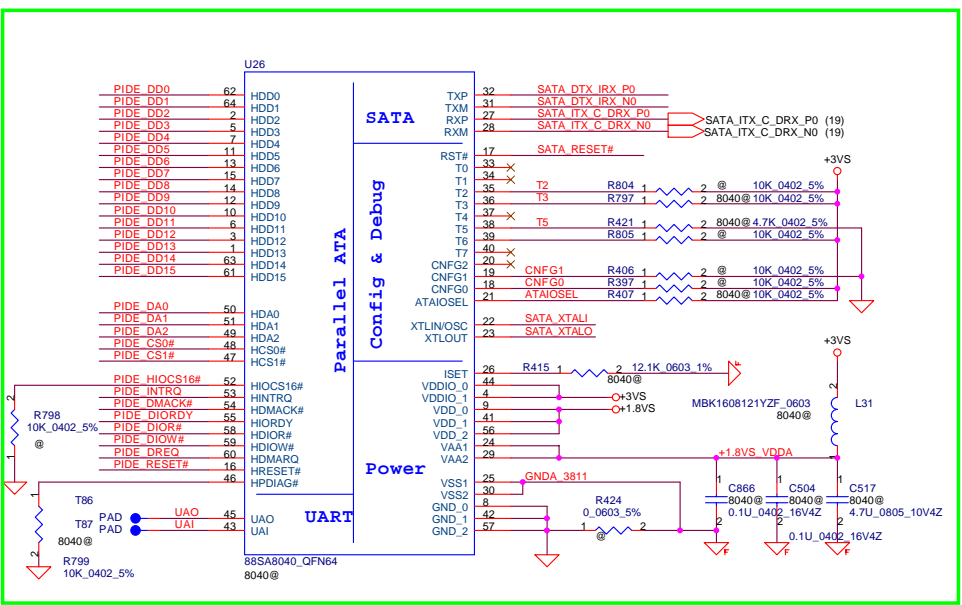 U26
PIDE_DD0 62 HDD0
PIDE_DD1 64 HDD1
PIDE_DD2 2 HDD2
PIDE_DD3 5 HDD3
PIDE_DD4 7 HDD4
PIDE_DD5 11 HDD5
PIDE_DD6 13 HDD6
PIDE_DD7 15 HDD7
PIDE_DD8 14 HDD8
PIDE_DD9 12 HDD9
PIDE_DD10 10 HDD10
PIDE_DD11 6 HDD11
PIDE_DD12 3 HDD12
PIDE_DD13 1 HDD13
PIDE_DD14 63 HDD14
PIDE_DD15 61 HDD15
PIDE_DA0 50 HDA0
PIDE_DA1 51 HDA1
PIDE_DA2 49 HDA2
PIDE_CS0# 48 HCS0#
PIDE_CS1# 47 HCS1#
PIDE_HIOCS16# 52 HIOCS16#
PIDE_INTRQ 53 HINTRQ
PIDE_DMACK# 54 HDMACK#
PIDE_DIORDY 55 HIORDY
PIDE_DIOR# 58 HDIOR#
PIDE_DIOW# 59 HDIOW#
PIDE_DREQ 60 HDMARQ
PIDE_RESET# 16 HRESET#
46 HPDIAG#
2
R798
10K_0402_5%
@
1
1
T86
PAD UAO 45 UAO
T87
PAD UAI 43 UAI
8040@
2
R799
10K_0402_5%
Parallel ATA
SATA
Config & Debug
Power
UART
88SA8040_QFN64
8040@
TXP 32 SATA_DTX_IRX_P0
TXM 31 SATA_DTX_IRX_N0
RXP 27 SATA_ITX_C_DRX_P0 SATA_ITX_C_DRX_P0 (19)
RXM 28 SATA_ITX_C_DRX_N0 SATA_ITX_C_DRX_N0 (19)
RST# 17 SATA_RESET#
T0 33
T1 34
+3VS
T2 35 T2 R804 1 2 @ 10K_0402_5%
T3 36 T3 R797 1 2 8040@ 10K_0402_5%
T4 37
T5 38 T5 R421 1 2 8040@ 4.7K_0402_5%
T6 39 R805 1 2 @ 10K_0402_5%
T7 40
CNFG2 20
CNFG1 19 CNFG1 R406 1 2 @ 10K_0402_5%
CNFG0 18 CNFG0 R397 1 2 @ 10K_0402_5%
ATAIOSEL 21 ATAIOSEL R407 1 2 8040@ 10K_0402_5%
XTLIN/OSC 22 SATA_XTALI
XTLOUT 23 SATA_XTALO
+3VS
ISET 26 R415 1 2 12.1K_0603_1%
8040@
F
VDDIO_0 44
VDDIO_1 4 +3VS
VDD_0 9 +1.8VS
VDD_1 41
VDD_2 56
VAA1 24
VAA2 29 +1.8VS_VDDA
2
MBK1608121YZF_0603 L31
8040@
1
VSS1 25 GNDA_3811
VSS2 30
GND_0 8
GND_1 42
GND_2 57
R424
0_0603_5%
1 2
@
1
C866
8040@
0.1U_0402_16V4Z
2
F
1
C504
8040@
0.1U_0402_16V4Z
2
F
1
C517
8040@
4.7U_0805_10V4Z
2
F